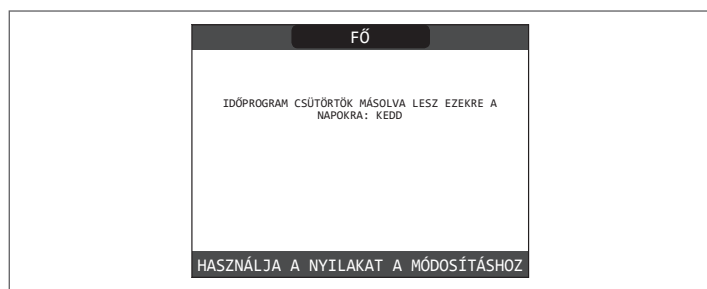 FŐ
IDŐPROGRAM CSÜTÖRTÖK MÁSOLVA LESZ EZEKRE A
NAPOKRA: KEDD
HASZNÁLJA A NYILAKAT A MÓDOSÍTÁSHOZ